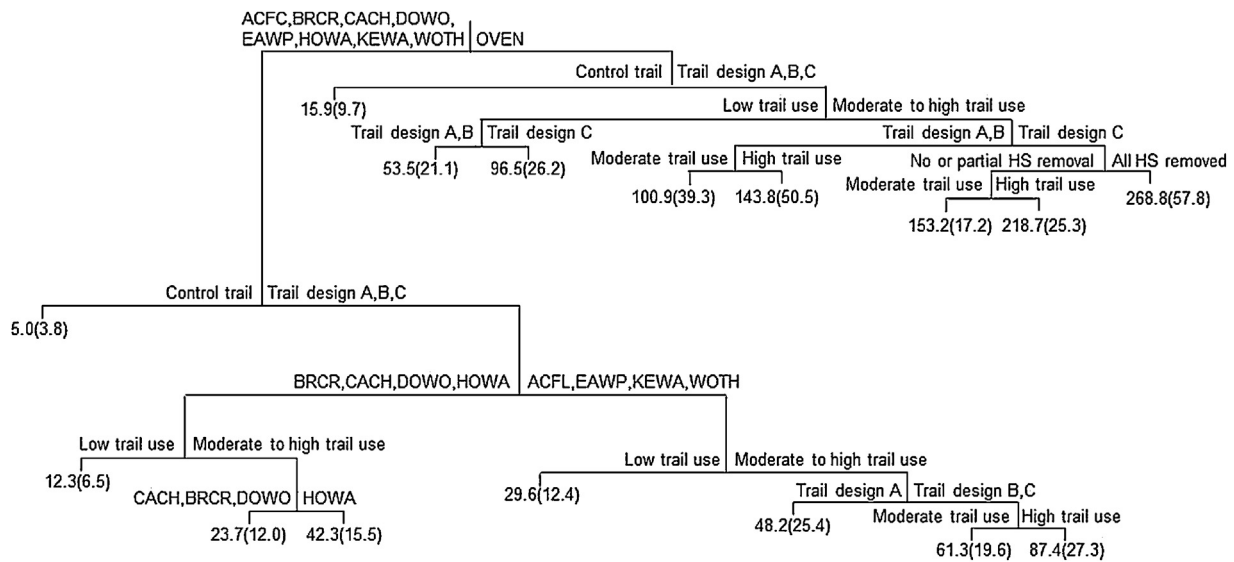 ACFC,BRCR,CACH,DOWO,
EAWP,HOWA,KEWA,WOTH OVEN
Control trail Trail design A,B,C
15.9(9.7)
Low trail use Moderate to high trail use
Trail design A,B Trail design C
53.5(21.1) 96.5(26.2)
Trail design A,B Trail design C
Moderate trail use High trail use
100.9(39.3) 143.8(50.5)
No or partial HS removal All HS removed
268.8(57.8)
Moderate trail use High trail use
153.2(17.2) 218.7(25.3)
Control trail Trail design A,B,C
5.0(3.8)
BRCR,CACH,DOWO,HOWA ACFL,EAWP,KEWA,WOTH
Low trail use Moderate to high trail use
12.3(6.5)
CACH,BRCR,DOWO HOWA
23.7(12.0) 42.3(15.5)
Low trail use Moderate to high trail use
29.6(12.4)
Trail design A Trail design B,C
48.2(25.4)
Moderate trail use High trail use
61.3(19.6) 87.4(27.3)